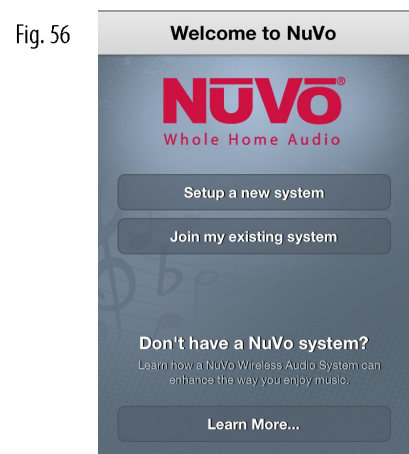 Fig. 56
Welcome to NuVo
NŪVŌ®
Whole Home Audio
Setup a new system
Join my existing system
Don't have a NuVo system?
Learn how a NuVo Wireless Audio System can
enhance the way you enjoy music.
Learn More...